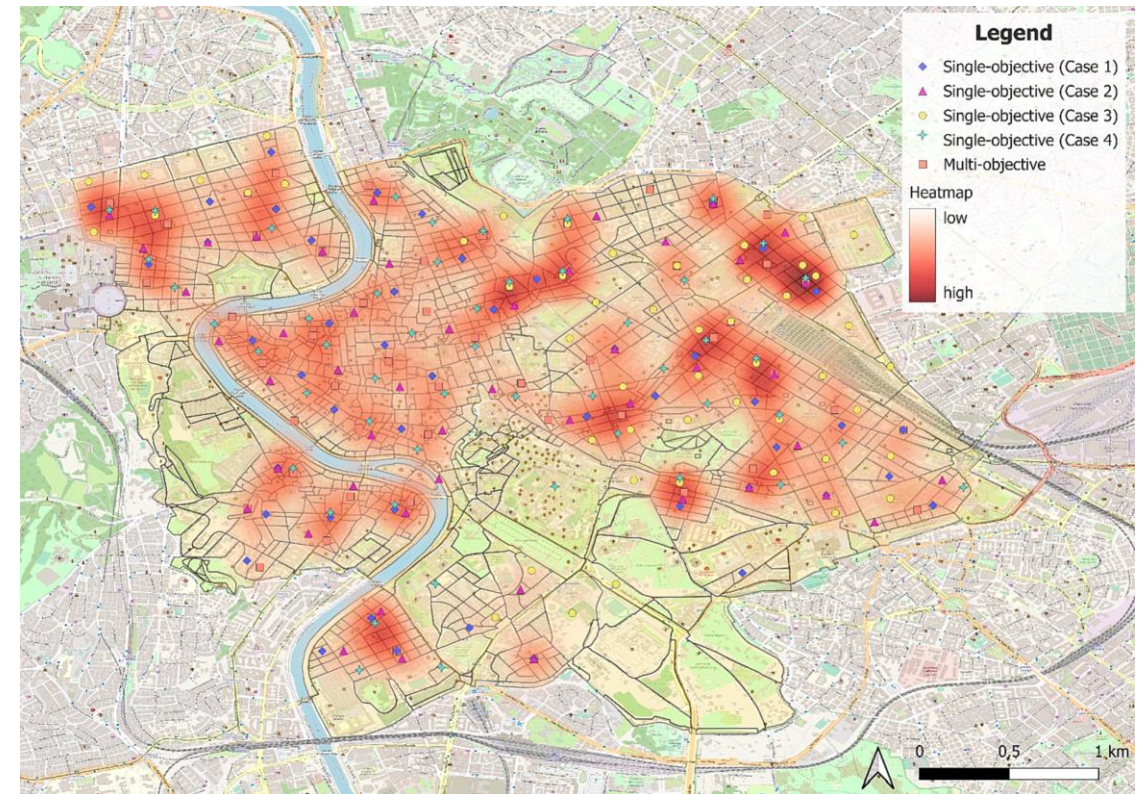 Legend
Single-objective (Case 1)
Single-objective (Case 2)
Single-objective (Case 3)
Single-objective (Case 4)
Multi-objective
Heatmap
low
high
0
0,5
1 km